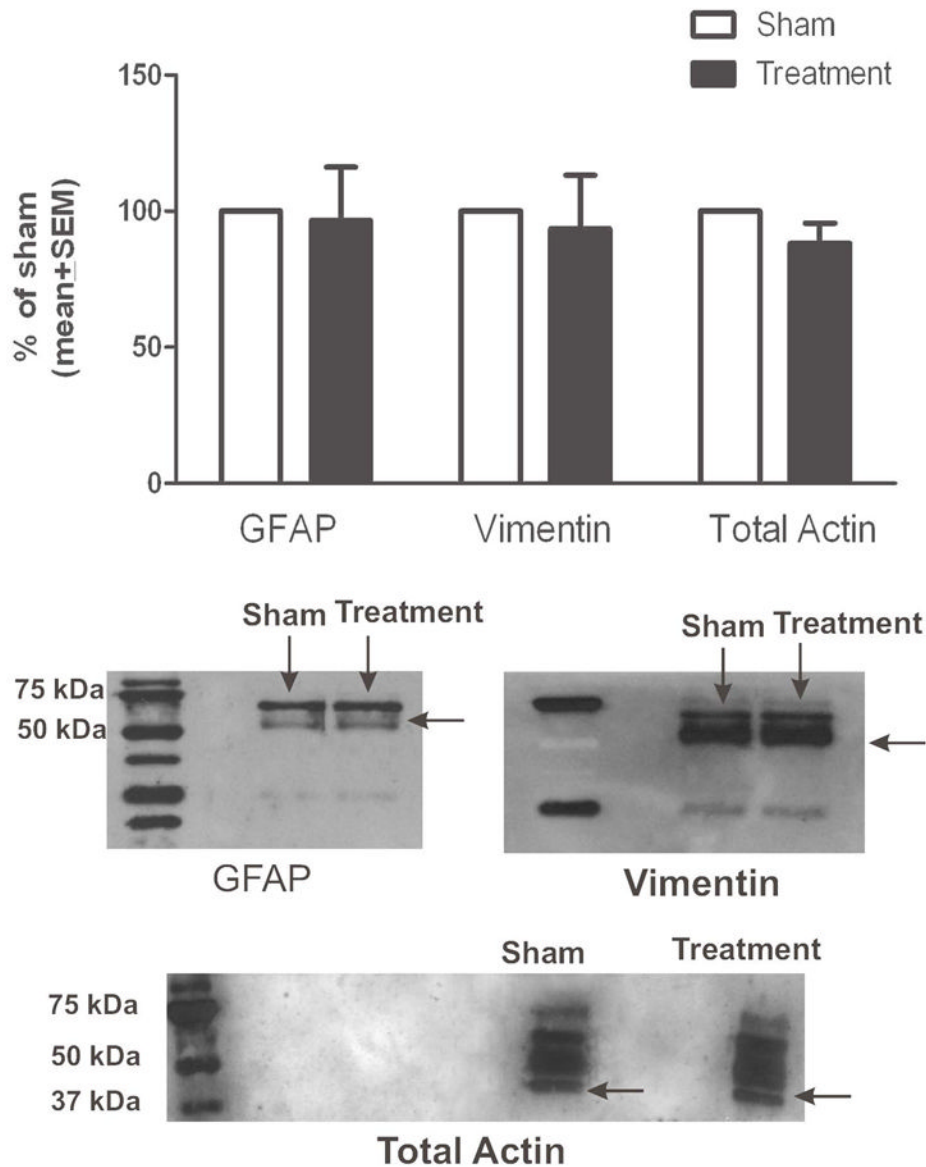 Sham
Treatment
150
100
50
0
% of sham
(mean+SEM)
GFAP
Vimentin
Total Actin
Sham Treatment
75 kDa
50 kDa
GFAP
Sham Treatment
Vimentin
Sham
Treatment
75 kDa
50 kDa
37 kDa
Total Actin